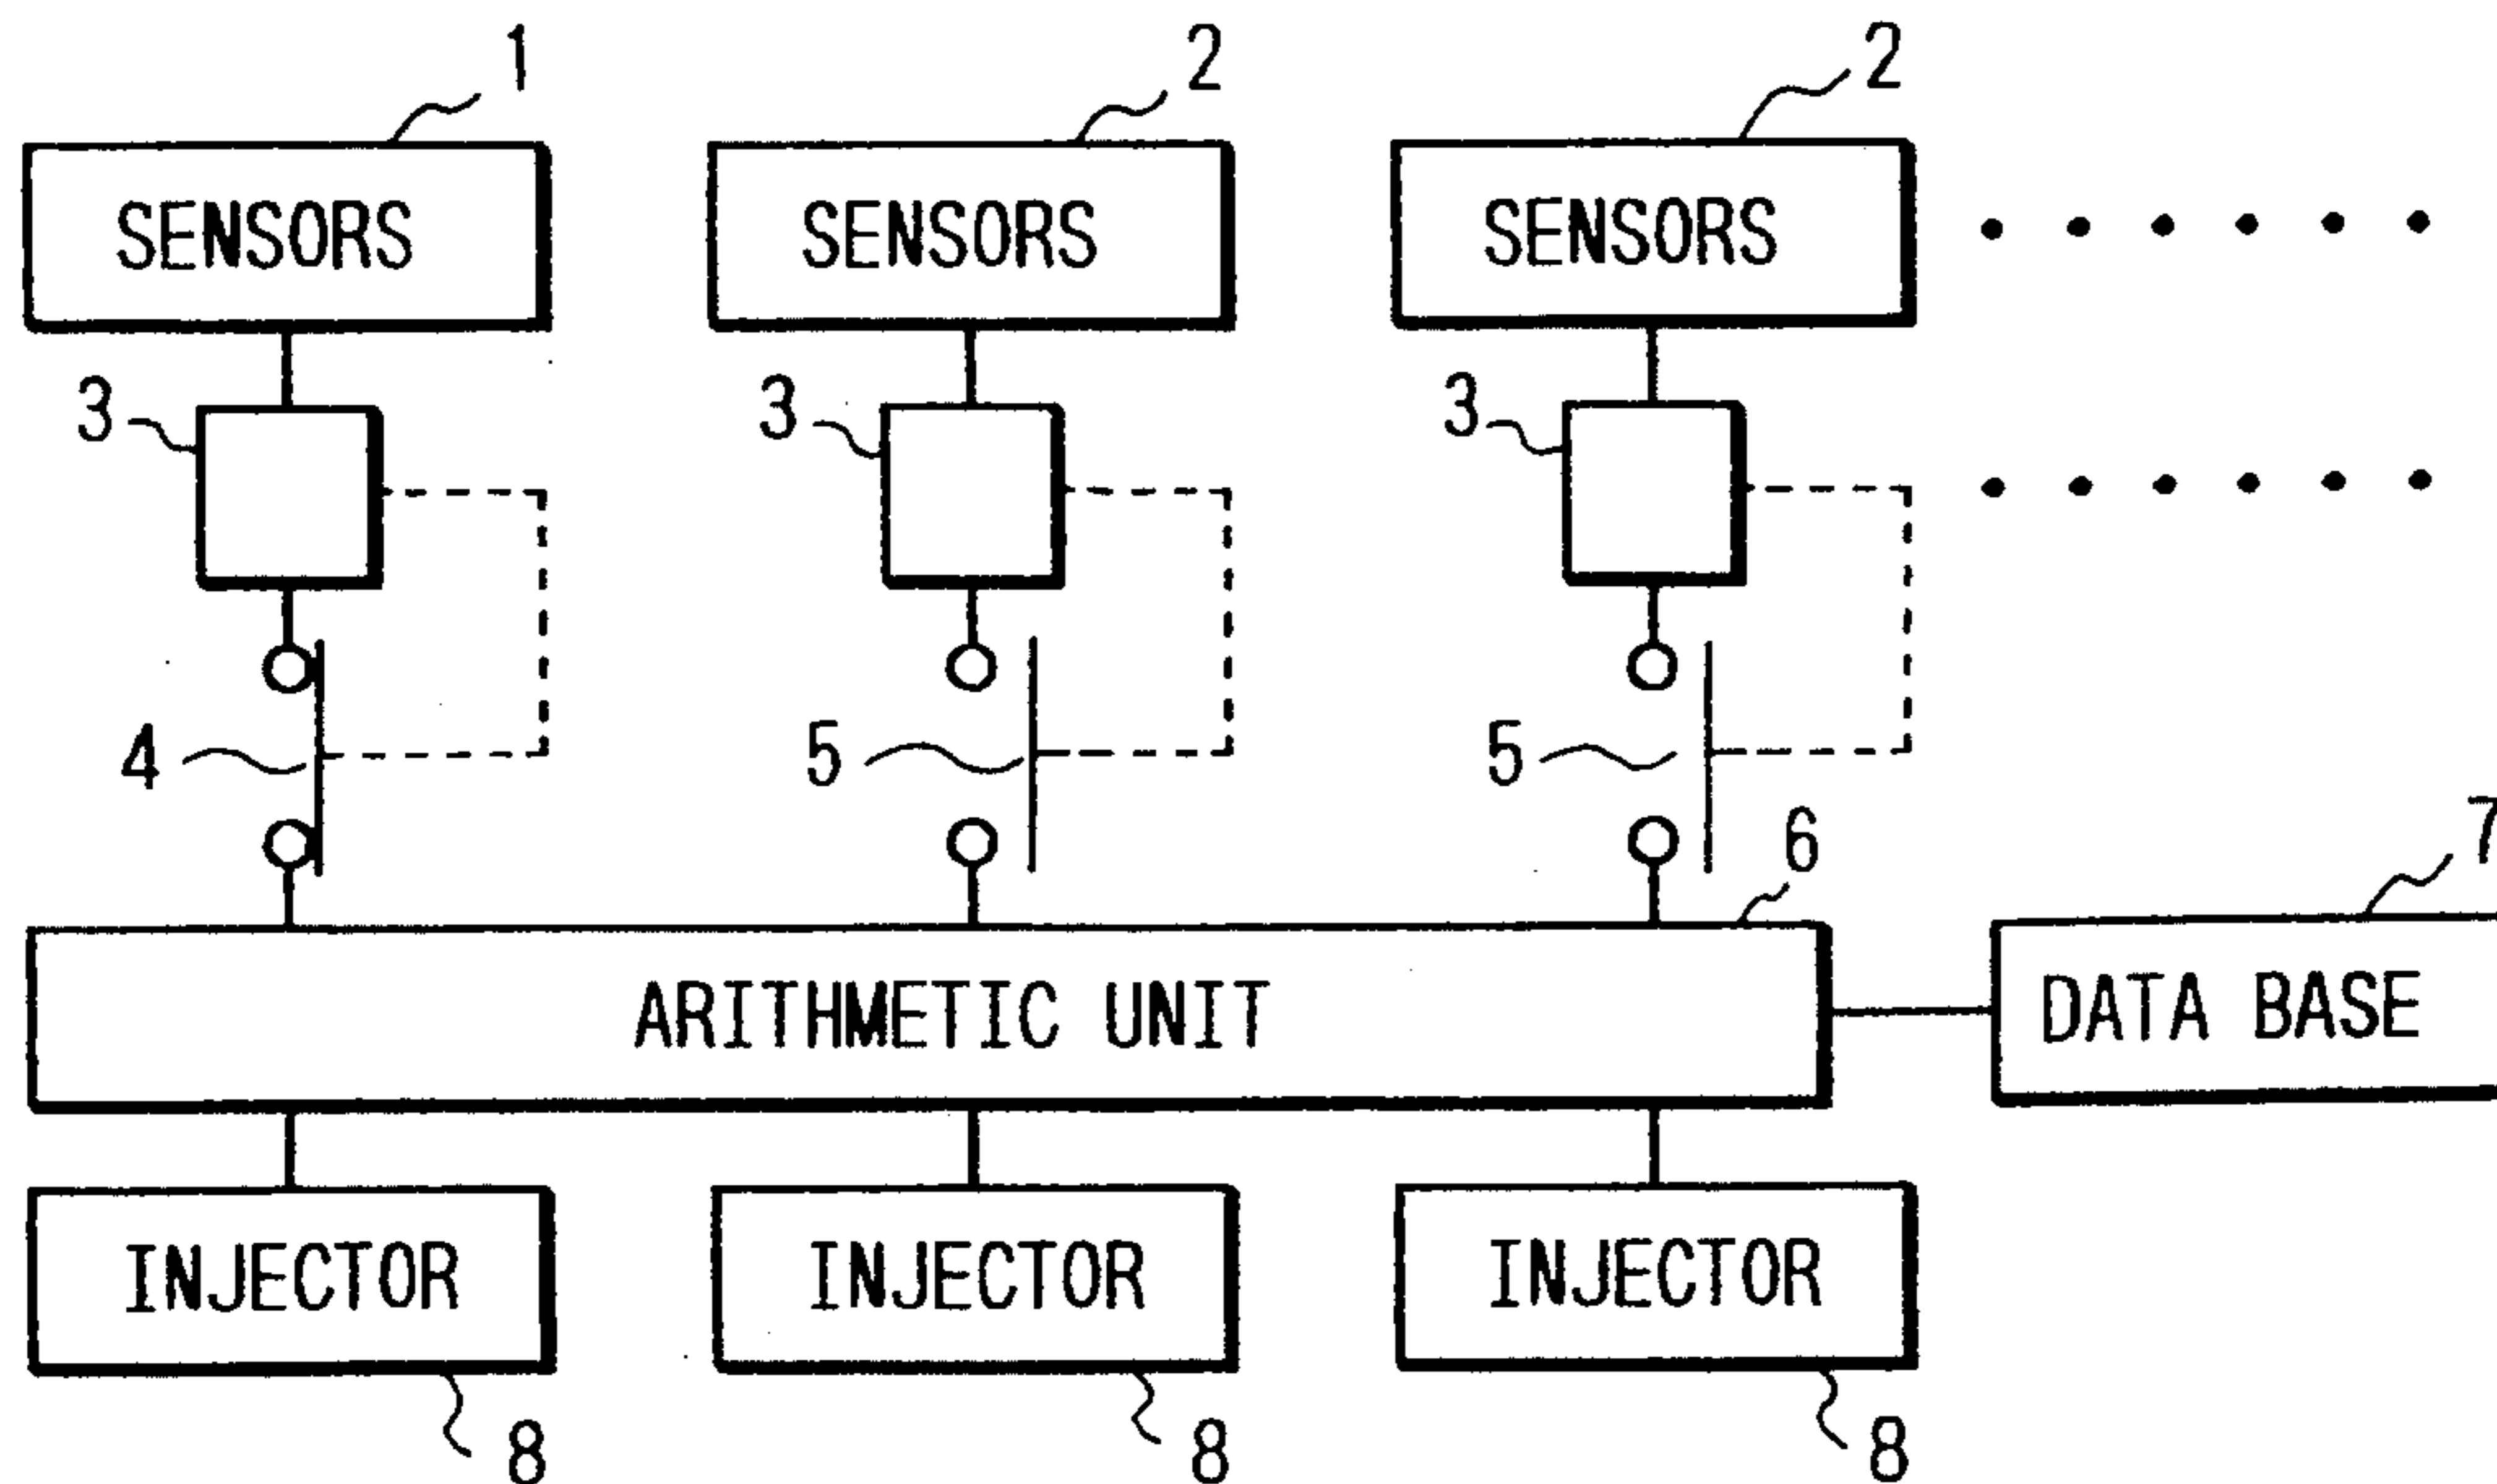 1
2
2
SENSORS
SENSORS
SENSORS
3
3
3
4
5
5
6
7
ARITHMETIC UNIT
DATA BASE
INJECTOR
INJECTOR
INJECTOR
8
8
8